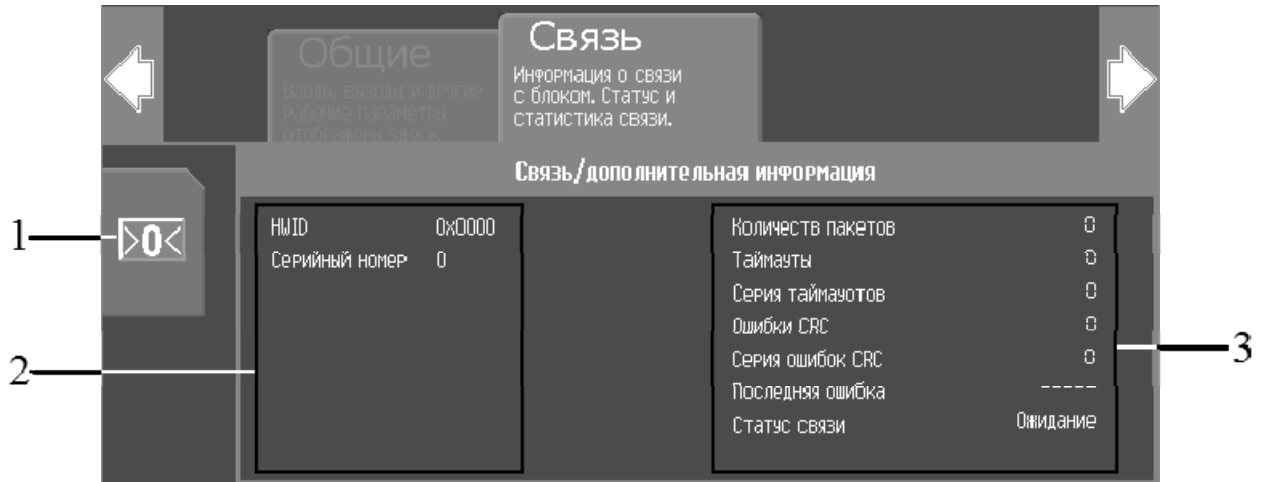 Общие
Входы, выходы и другие
рабочие параметры
отображены здесь.
Связь
Информация о связи
с блоком. Статус и
статистика связи.
Связь/дополнительная информация
1
>0<
2
HWID 0x0000
Серийный номер 0
Количеств пакетов 0
Таймауты 0
Серия таймауотов 0
Ошибки CRC 0
Серия ошибок CRC 0
Последняя ошибка -----
Статус связи Ожидание
3